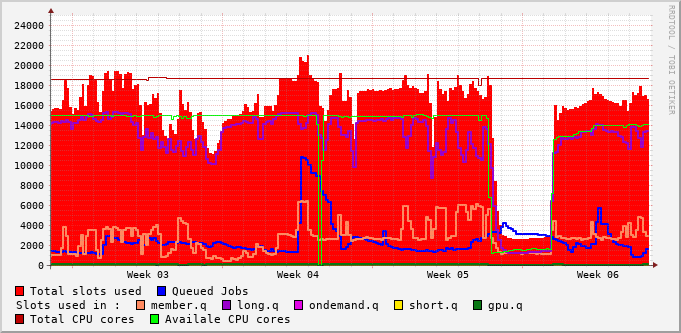 RRDTOOL / TOBI OETIKER
24000
22000
20000
18000
16000
14000
12000
10000
8000
6000
4000
2000
0
Week 03 Week 04 Week 05 Week 06
Total slots used Queued Jobs
Slots used in : member.q long.q ondemand.q short.q gpu.q
Total CPU cores Availale CPU cores